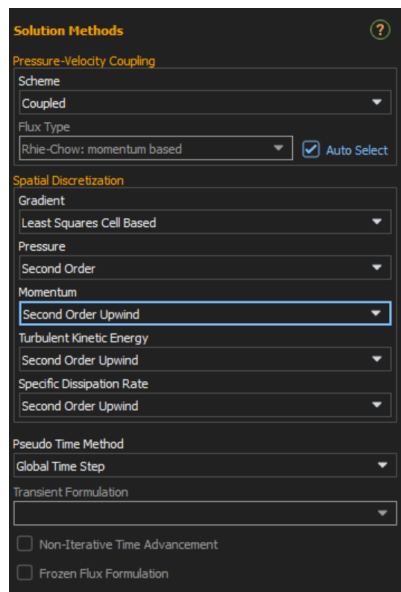 Solution Methods
?
Pressure-Velocity Coupling
Scheme
Coupled
Flux Type
Rhie-Chow: momentum based
Auto Select
Spatial Discretization
Gradient
Least Squares Cell Based
Pressure
Second Order
Momentum
Second Order Upwind
Turbulent Kinetic Energy
Second Order Upwind
Specific Dissipation Rate
Second Order Upwind
Pseudo Time Method
Global Time Step
Transient Formulation
Non-Iterative Time Advancement
Frozen Flux Formulation